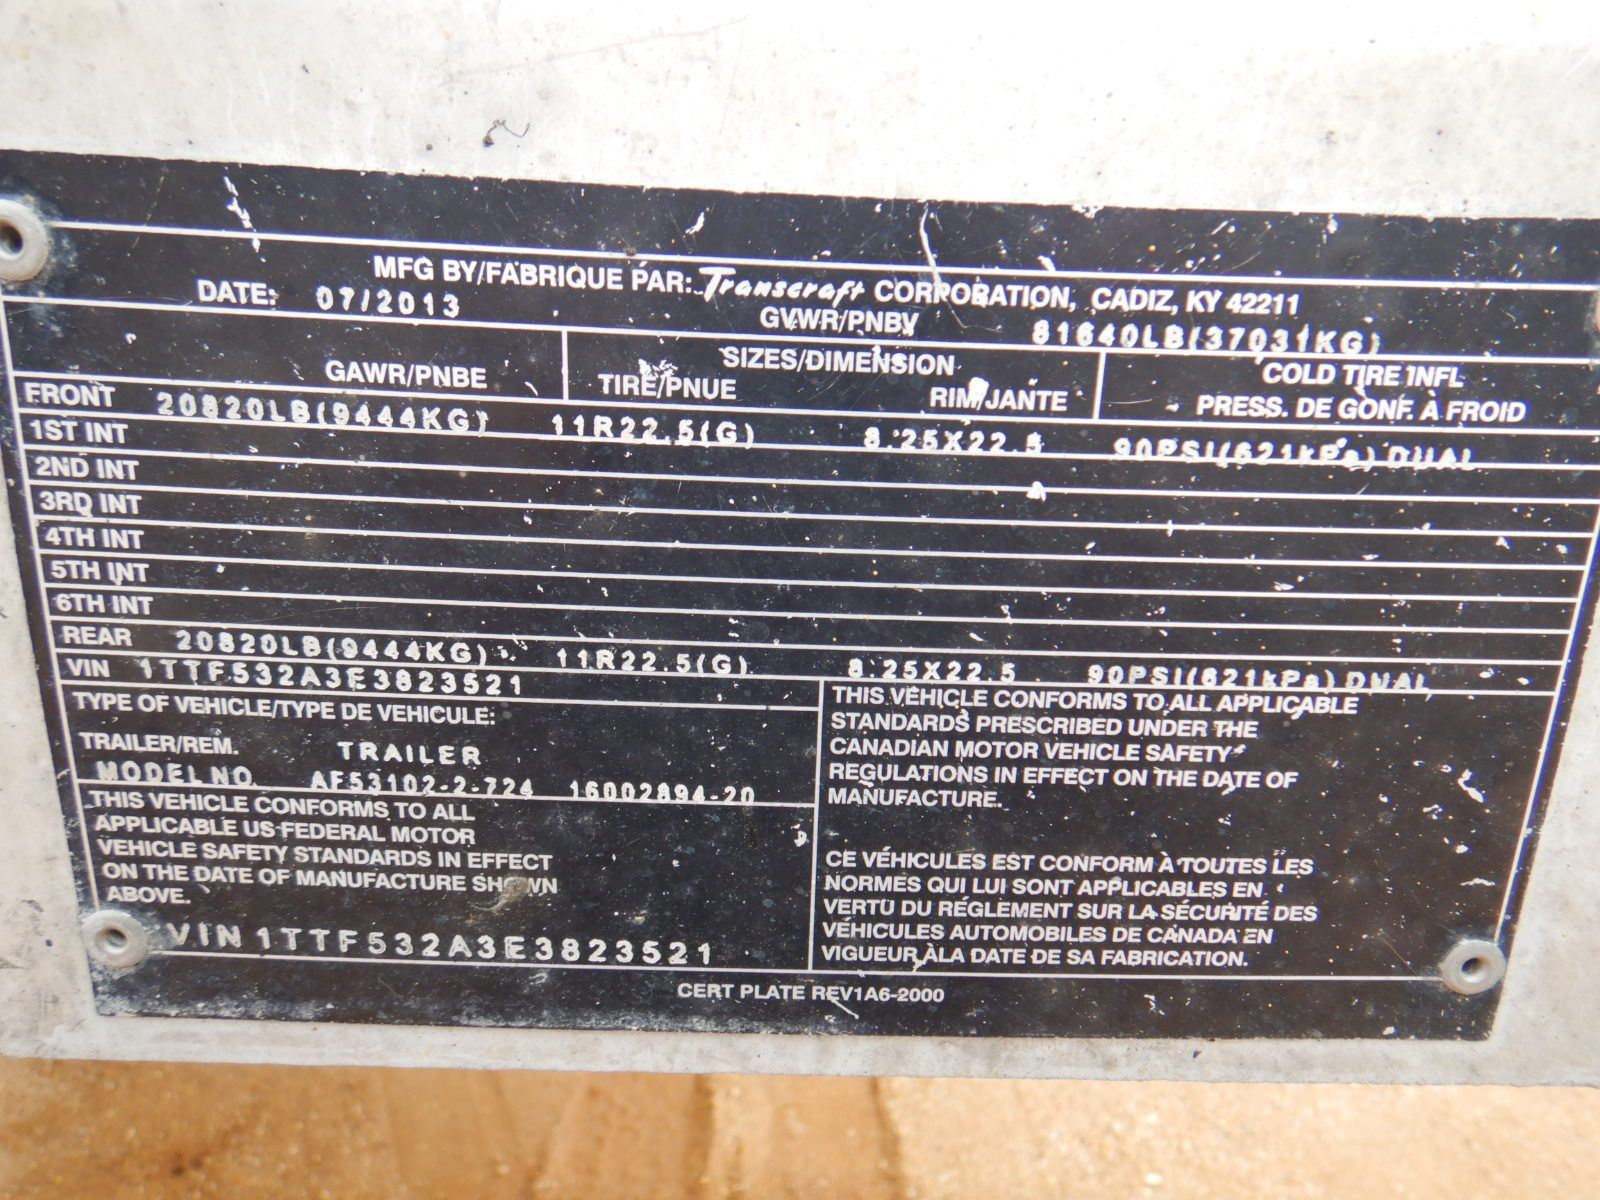 MFG BY/FABRIQUE PAR: Transcraft CORPORATION, CADIZ, KY 42211
DATE: 07/2013 GVWR/PNBV 81640LB(37031KG)
GAWR/PNBE SIZES/DIMENSION COLD TIRE INFL
TIRE/PNUE RIM/JANTE PRESS. DE GONF. À FROID
FRONT 20820LB(9444KG) 11R22.5(G) 8.25X22.5 90PSI(621kPa) DUAL
1ST INT
2ND INT
3RD INT
4TH INT
5TH INT
6TH INT
REAR 20820LB(9444KG) 11R22.5(G) 8.25X22.5 90PSI(621kPa) DUAL
VIN 1TTF532A3E3823521
TYPE OF VEHICLE/TYPE DE VEHICULE:
TRAILER/REM. TRAILER
MODEL NO. AF53102-2-724 16002894-20
THIS VEHICLE CONFORMS TO ALL
APPLICABLE US FEDERAL MOTOR
VEHICLE SAFETY STANDARDS IN EFFECT
ON THE DATE OF MANUFACTURE SHOWN
ABOVE.
VIN 1TTF532A3E3823521
THIS VEHICLE CONFORMS TO ALL APPLICABLE
STANDARDS PRESCRIBED UNDER THE
CANADIAN MOTOR VEHICLE SAFETY
REGULATIONS IN EFFECT ON THE DATE OF
MANUFACTURE.
CE VÉHICULES EST CONFORM À TOUTES LES
NORMES QUI LUI SONT APPLICABLES EN
VERTU DU RÉGLEMENT SUR LA SÉCURITÉ DES
VÉHICULES AUTOMOBILES DE CANADA EN
VIGUEUR ÀLA DATE DE SA FABRICATION.
CERT PLATE REV1A6-2000